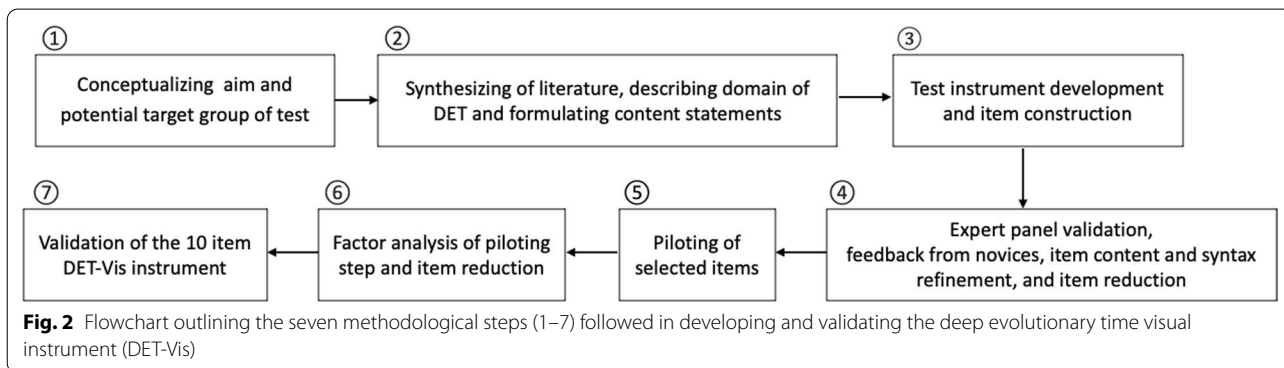 ①
Conceptualizing aim and
potential target group of test
②
Synthesizing of literature, describing domain of
DET and formulating content statements
③
Test instrument development
and item construction
④
Expert panel validation,
feedback from novices, item content and syntax
refinement, and item reduction
⑤
Piloting of
selected items
⑥
Factor analysis of piloting
step and item reduction
⑦
Validation of the 10 item
DET-Vis instrument
Fig. 2 Flowchart outlining the seven methodological steps (1–7) followed in developing and validating the deep evolutionary time visual
instrument (DET-Vis)